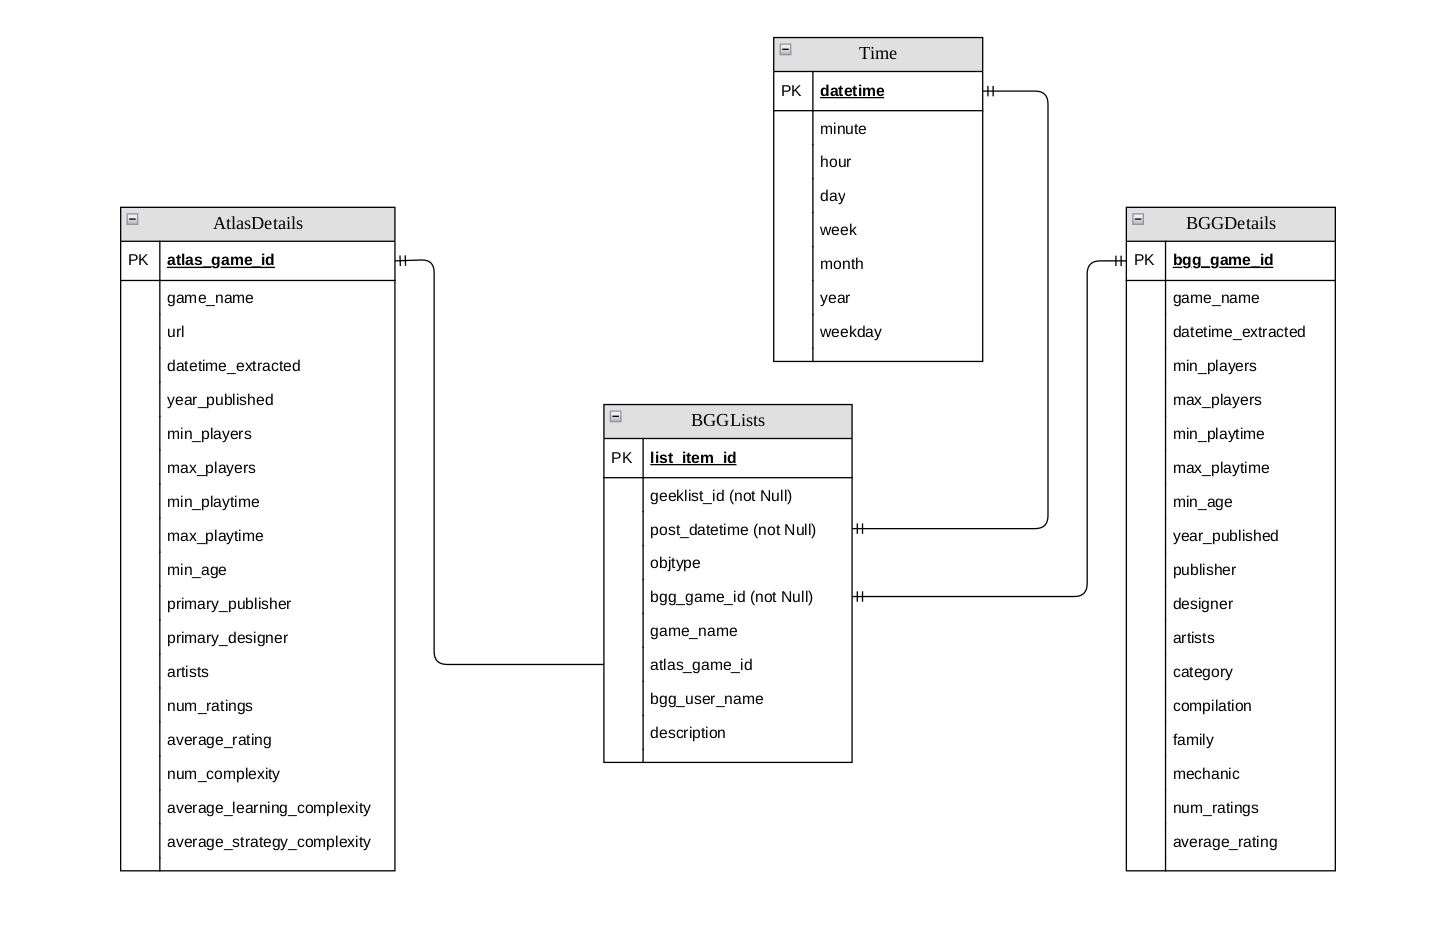 Time
PK datetime
minute
hour
day
week
month
year
weekday
AtlasDetails
PK atlas_game_id
game_name
url
datetime_extracted
year_published
min_players
max_players
min_playtime
max_playtime
min_age
primary_publisher
primary_designer
artists
num_ratings
average_rating
num_complexity
average_learning_complexity
average_strategy_complexity
BGGLists
PK list_item_id
geeklist_id (not Null)
post_datetime (not Null)
objtype
bgg_game_id (not Null)
game_name
atlas_game_id
bgg_user_name
description
BGGDetails
PK bgg_game_id
game_name
datetime_extracted
min_players
max_players
min_playtime
max_playtime
min_age
year_published
publisher
designer
artists
category
compilation
family
mechanic
num_ratings
average_rating